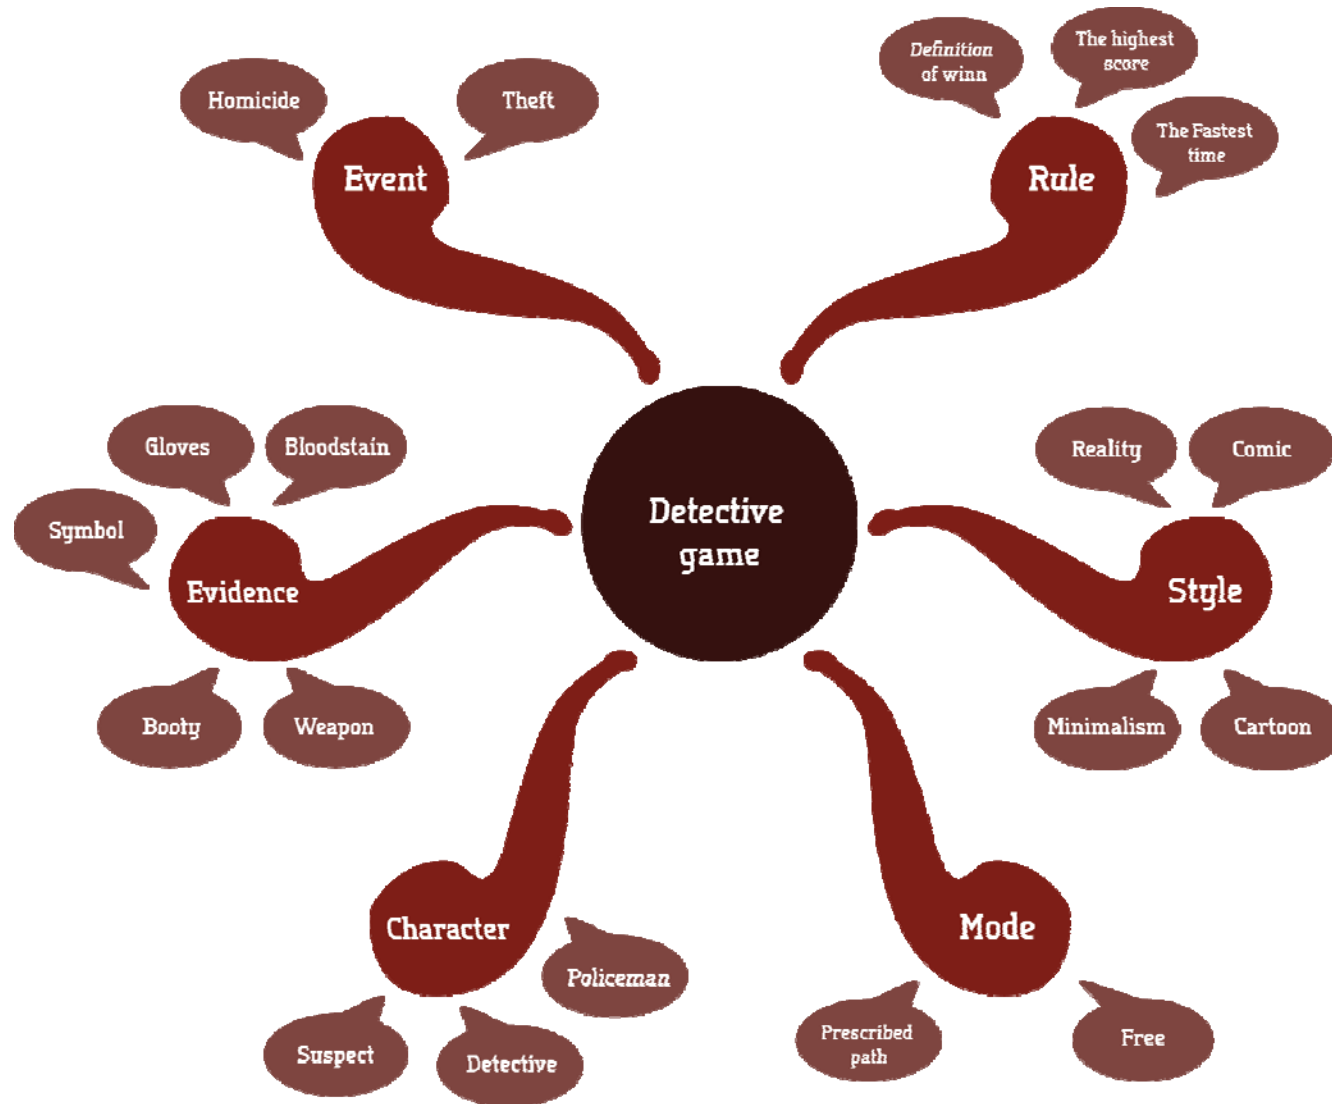 Homicide
Theft
Event
Definition
of winn
The highest
score
The Fastest
time
Rule
Gloves
Bloodstain
Symbol
Evidence
Booty
Weapon
Detective
game
Reality
Comic
Style
Minimalism
Cartoon
Character
Policeman
Suspect
Detective
Mode
Prescribed
path
Free